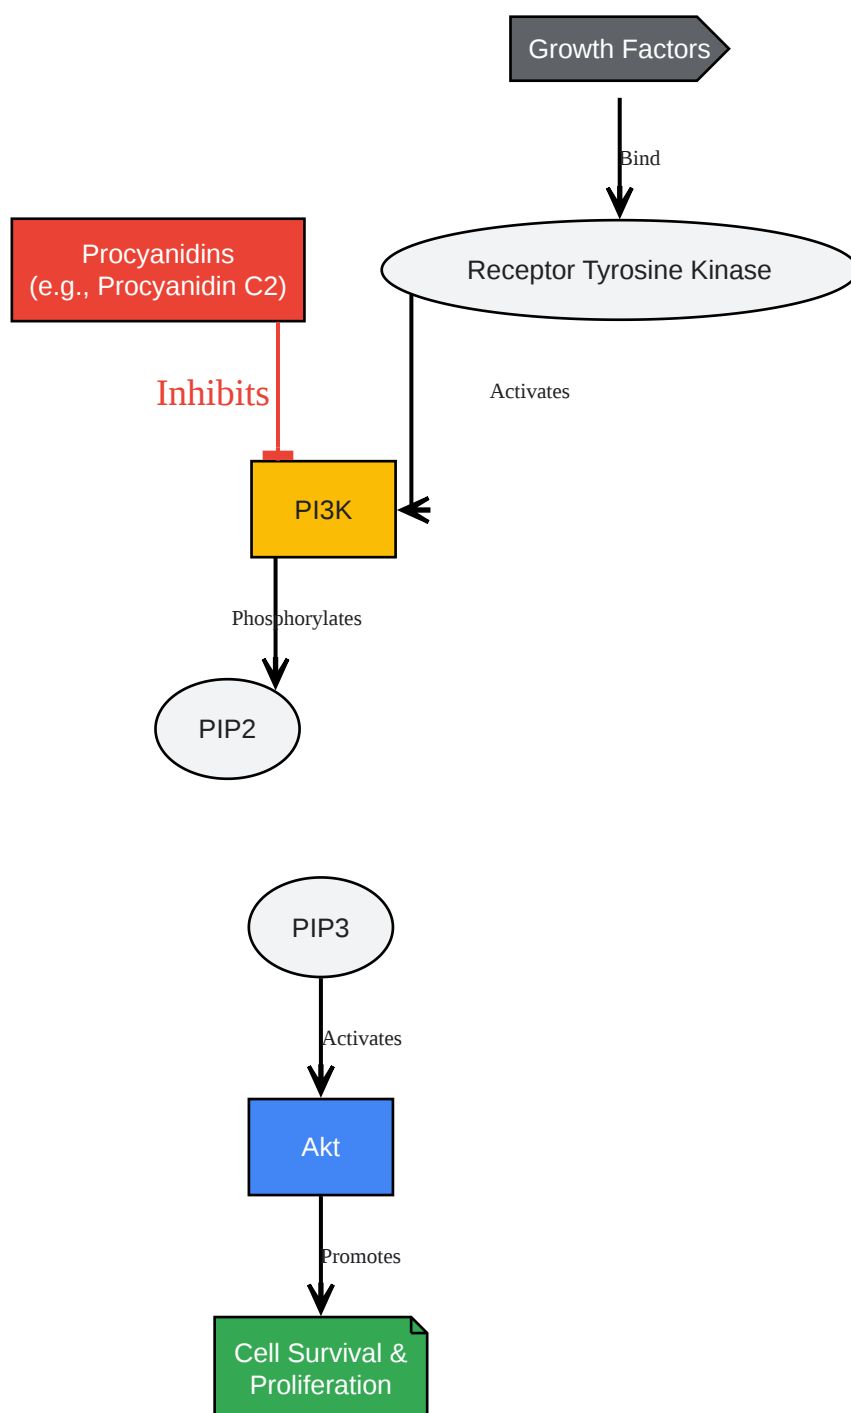 Growth Factors
Bind
Procyanidins
(e.g., Procyanidin C2)
Receptor Tyrosine Kinase
Inhibits
Activates
PI3K
Phosphorylates
PIP2
PIP3
Activates
Akt
Promotes
Cell Survival &
Proliferation